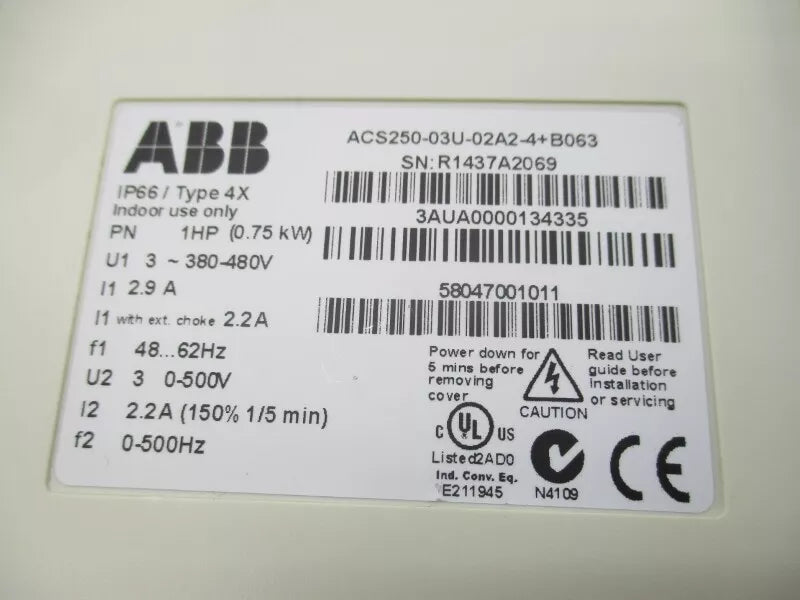 ABB
ACS250-03U-02A2-4+B063
SN: R1437A2069
IP66 / Type 4X
Indoor use only
3AUA0000134335
PN 1HP (0.75 kW)
U1 3 ~ 380-480V
I1 2.9 A
58047001011
I1 with ext. choke 2.2 A
f1 48...62Hz
U2 3 0-500V
I2 2.2 A (150% 1/5 min)
f2 0-500Hz
Power down for
5 mins before
removing
cover
CAUTION
Read User
guide before
installation
or servicing
C UL US
Listed2AD0
Ind. Conv. Eq.
E211945
N4109
CE